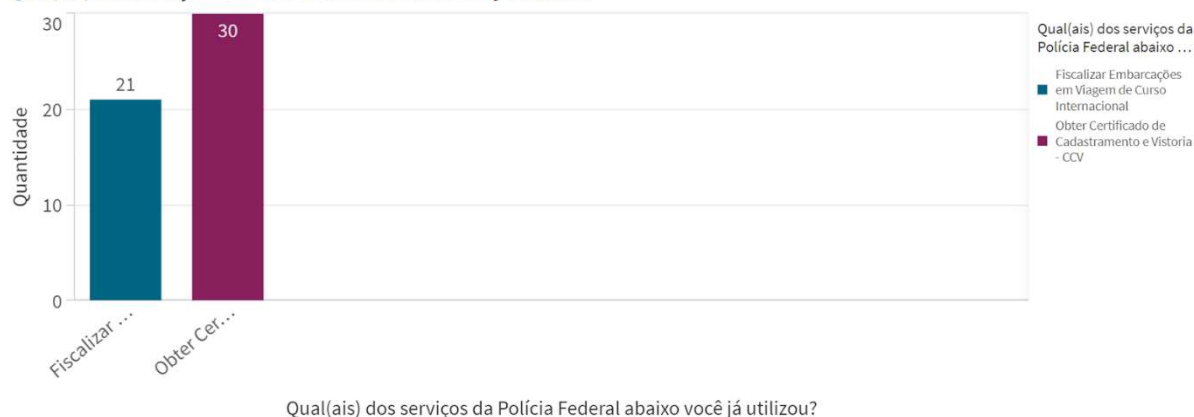 30
20
10
0
Quantidade
21
30
Fiscalizar ...
Obter Cer...
Qual(ais) dos serviços da Polícia Federal abaixo você já utilizou?
Qual(ais) dos serviços da
Polícia Federal abaixo ...
Fiscalizar Embarcações
em Viagem de Curso
Internacional
Obter Certificado de
Cadastramento e Vistoria
- CCV